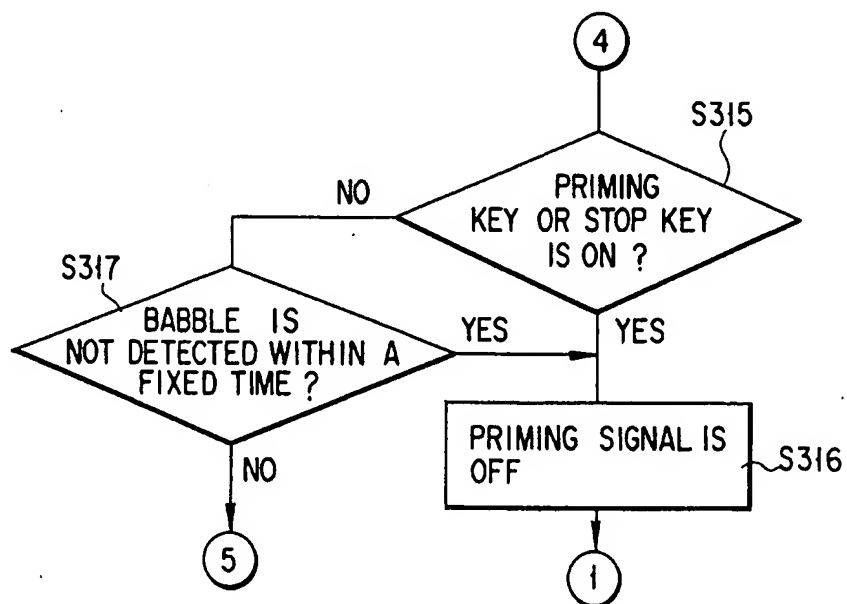 4
S315
PRIMING
KEY OR STOP KEY
IS ON ?
NO
YES
S317
BABBLE IS
NOT DETECTED WITHIN A
FIXED TIME ?
YES
NO
PRIMING SIGNAL IS
OFF
S316
5
1